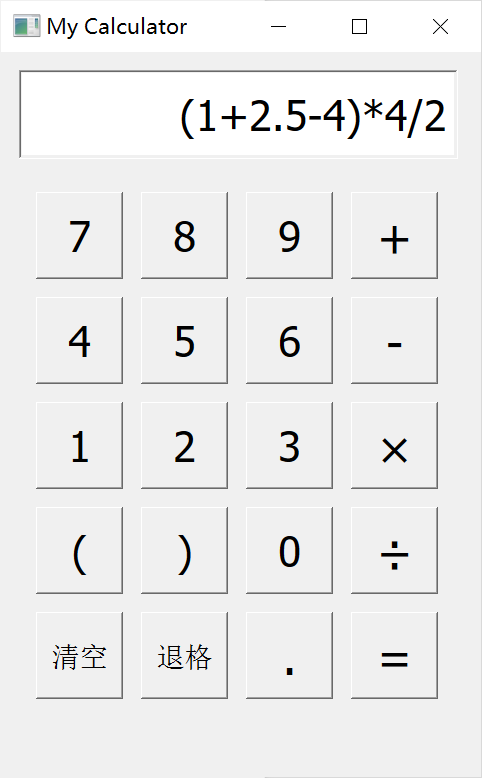 My Calculator
(1+2.5-4)*4/2
7 8 9 +
4 5 6 -
1 2 3 ×
( ) 0 ÷
清空 退格 . =